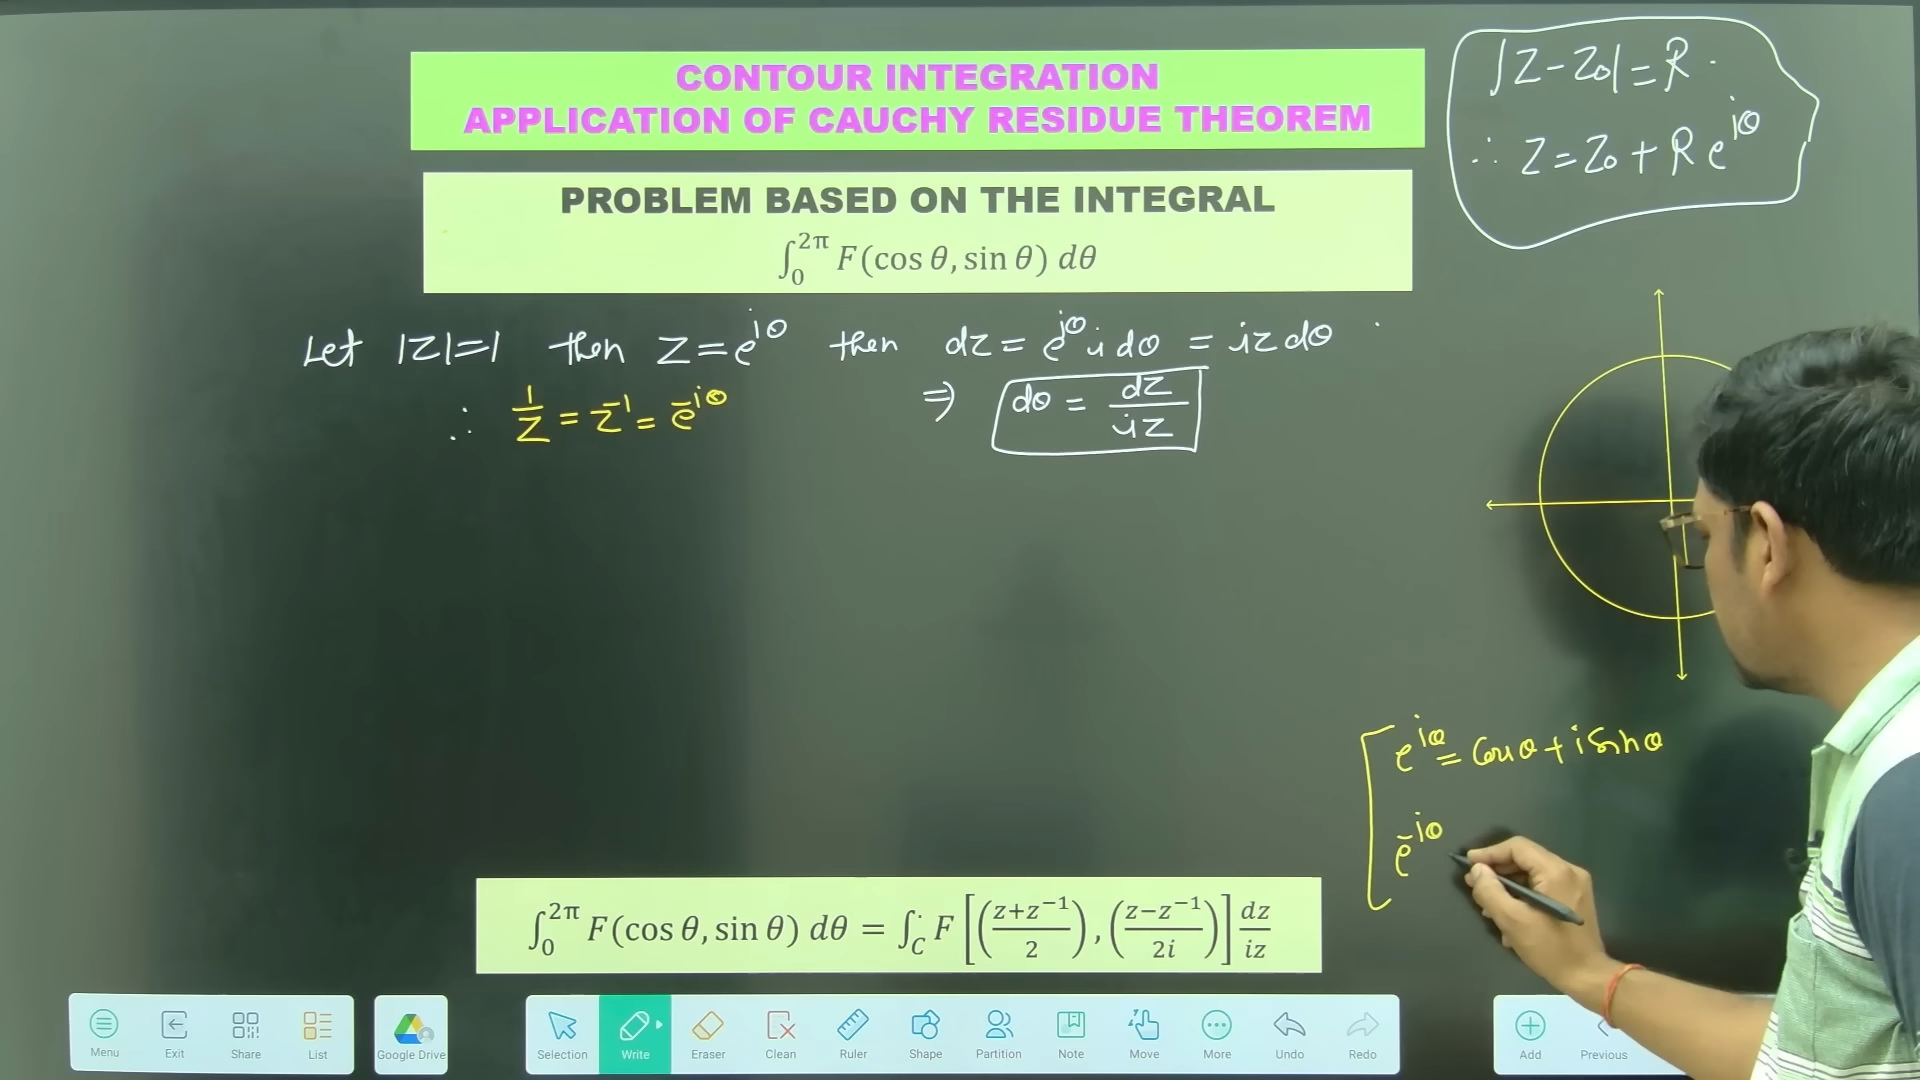 CONTOUR INTEGRATION
APPLICATION OF CAUCHY RESIDUE THEOREM
PROBLEM BASED ON THE INTEGRAL
∫₀^{2π} F(cos θ, sin θ) dθ
|Z-Z0|=R
∴ Z=Z0+R e^{iθ}
Let |Z|=1 then Z=e^{iθ} then dz = e^{iθ} i dθ = iz dθ
∴ 1/Z = Z^{-1} = e^{-iθ} ⇒ dθ = dz/iz
e^{iθ} = Cosθ + i Sinθ
e^{-iθ}
∫₀^{2π} F(cos θ, sin θ) dθ = ∫_C F [((z+z^{-1})/2), ((z−z^{-1})/2i)] dz/iz
Menu Exit Share List Google Drive Selection Write Eraser Clean Ruler Shape Partition Note Move More Undo Redo Add Previous